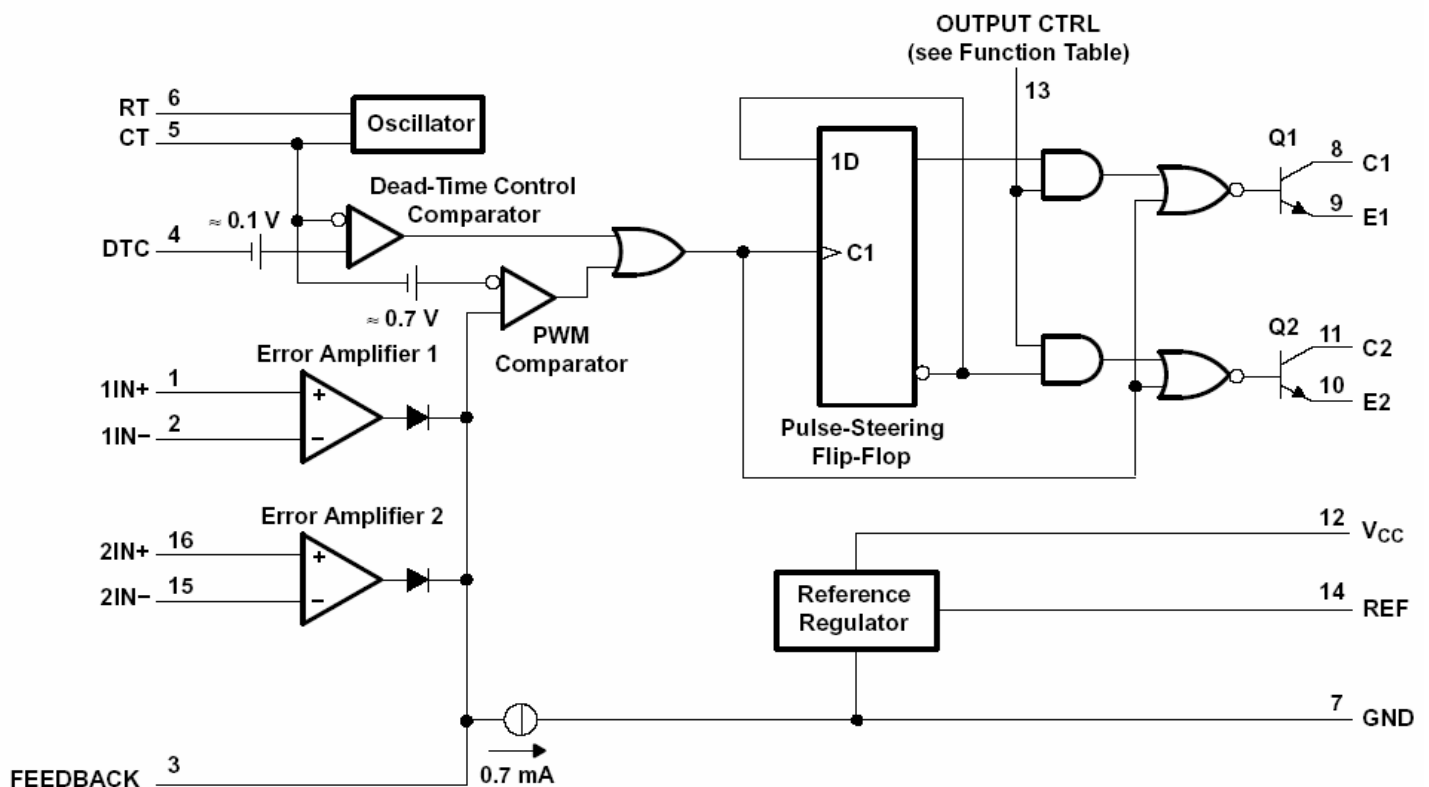 OUTPUT CTRL
(see Function Table)
13
RT 6
CT 5
Oscillator
Dead-Time Control
Comparator
≈ 0.1 V
DTC 4
≈ 0.7 V
PWM
Comparator
1D
C1
Pulse-Steering
Flip-Flop
Q1
8 C1
9 E1
Q2
11 C2
10 E2
Error Amplifier 1
1IN+ 1
+
1IN− 2
−
Error Amplifier 2
2IN+ 16
+
2IN− 15
−
12 VCC
Reference
Regulator
14 REF
7 GND
0.7 mA
FEEDBACK 3